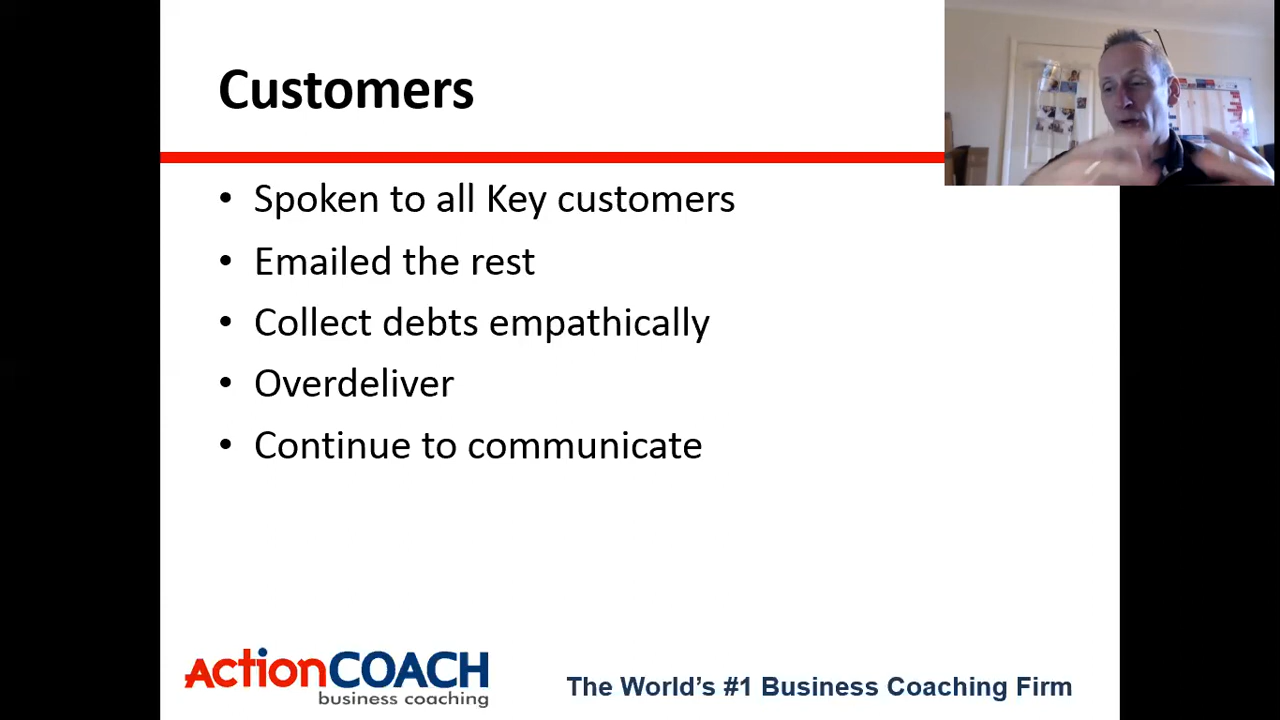 Customers
• Spoken to all Key customers
• Emailed the rest
• Collect debts empathically
• Overdeliver
• Continue to communicate
ActionCOACH
business coaching
The World's #1 Business Coaching Firm